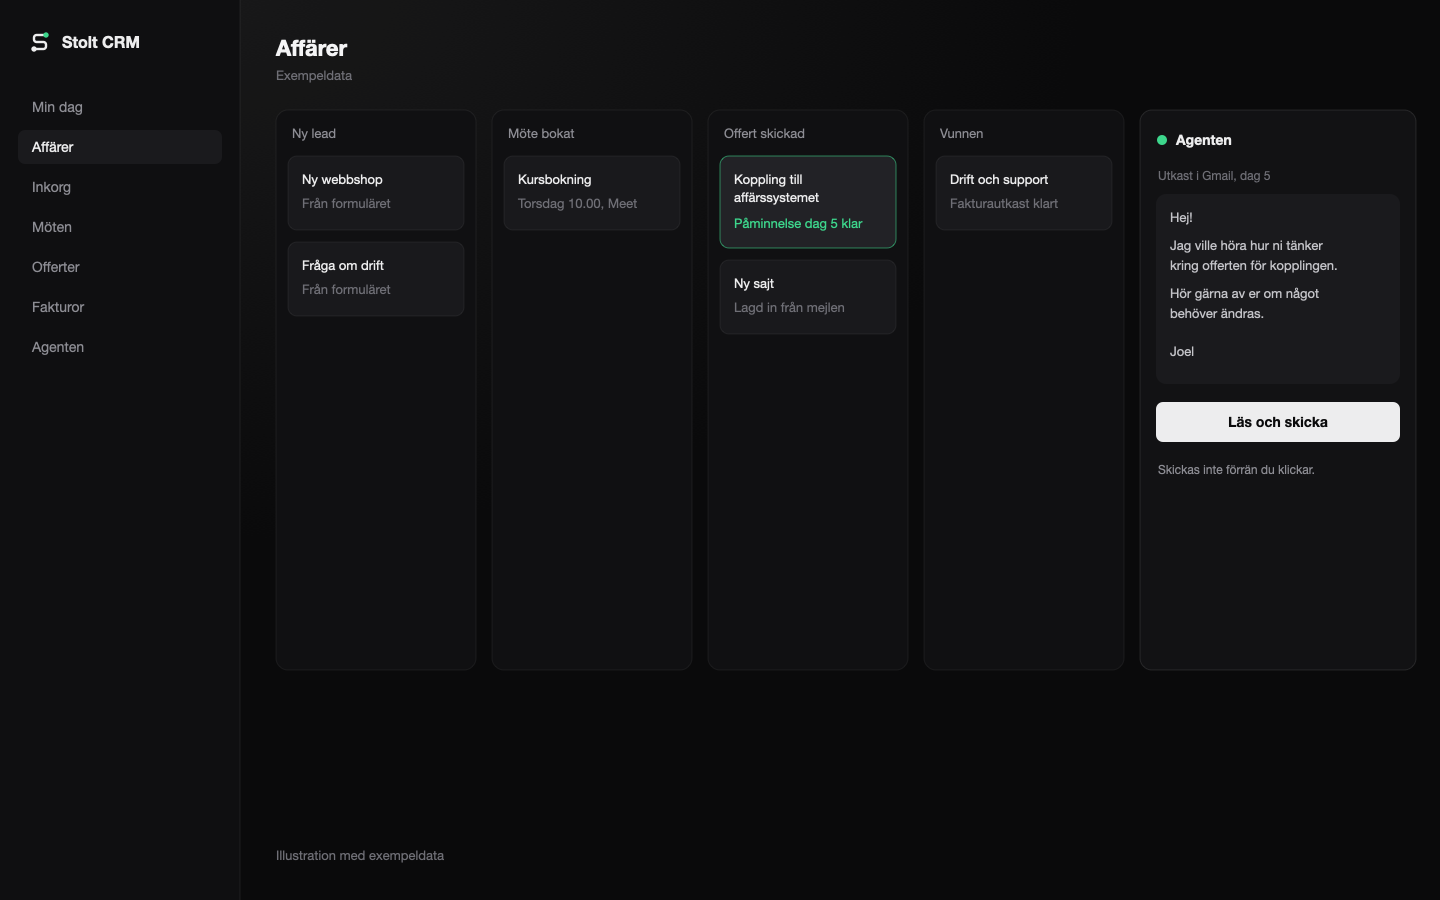 Stolt CRM
Min dag
Affärer
Inkorg
Möten
Offerter
Fakturor
Agenten
Affärer
Exempeldata
Ny lead
Ny webbshop
Från formuläret
Fråga om drift
Från formuläret
Möte bokat
Kursbokning
Torsdag 10.00, Meet
Offert skickad
Koppling till
affärssystemet
Påminnelse dag 5 klar
Ny sajt
Lagd in från mejlen
Vunnen
Drift och support
Fakturautkast klart
Agenten
Utkast i Gmail, dag 5
Hej!
Jag ville höra hur ni tänker
kring offerten för kopplingen.
Hör gärna av er om något
behöver ändras.
Joel
Läs och skicka
Skickas inte förrän du klickar.
Illustration med exempeldata